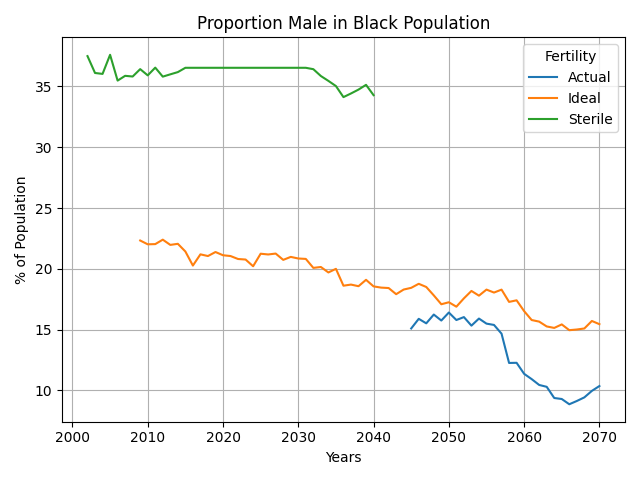 Proportion Male in Black Population
Fertility
Actual
Ideal
Sterile
% of Population
35
30
25
20
15
10
2000 2010 2020 2030 2040 2050 2060 2070
Years